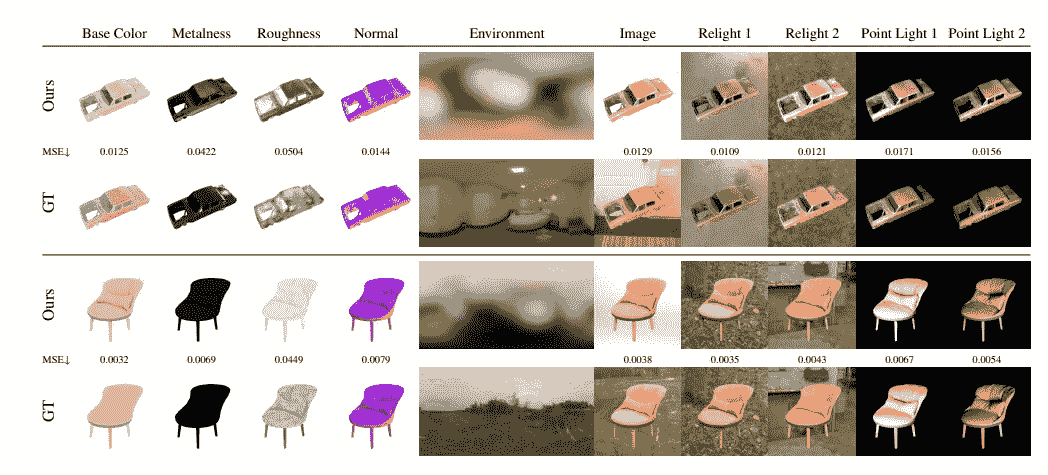 Base Color Metalness Roughness Normal Environment Image Relight 1 Relight 2 Point Light 1 Point Light 2
Ours
MSE↓ 0.0125 0.0422 0.0504 0.0144 0.0129 0.0109 0.0121 0.0171 0.0156
GT
Ours
MSE↓ 0.0032 0.0069 0.0449 0.0079 0.0038 0.0035 0.0043 0.0067 0.0054
GT